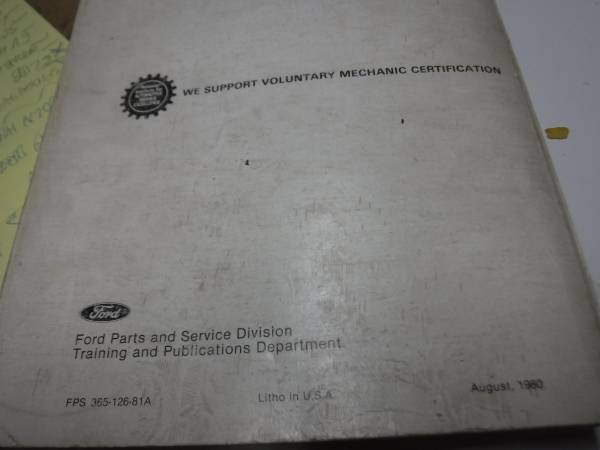 WE SUPPORT VOLUNTARY MECHANIC CERTIFICATION
Ford
Ford Parts and Service Division
Training and Publications Department
FPS 365-126-81A
Litho in U.S.A.
August, 1980